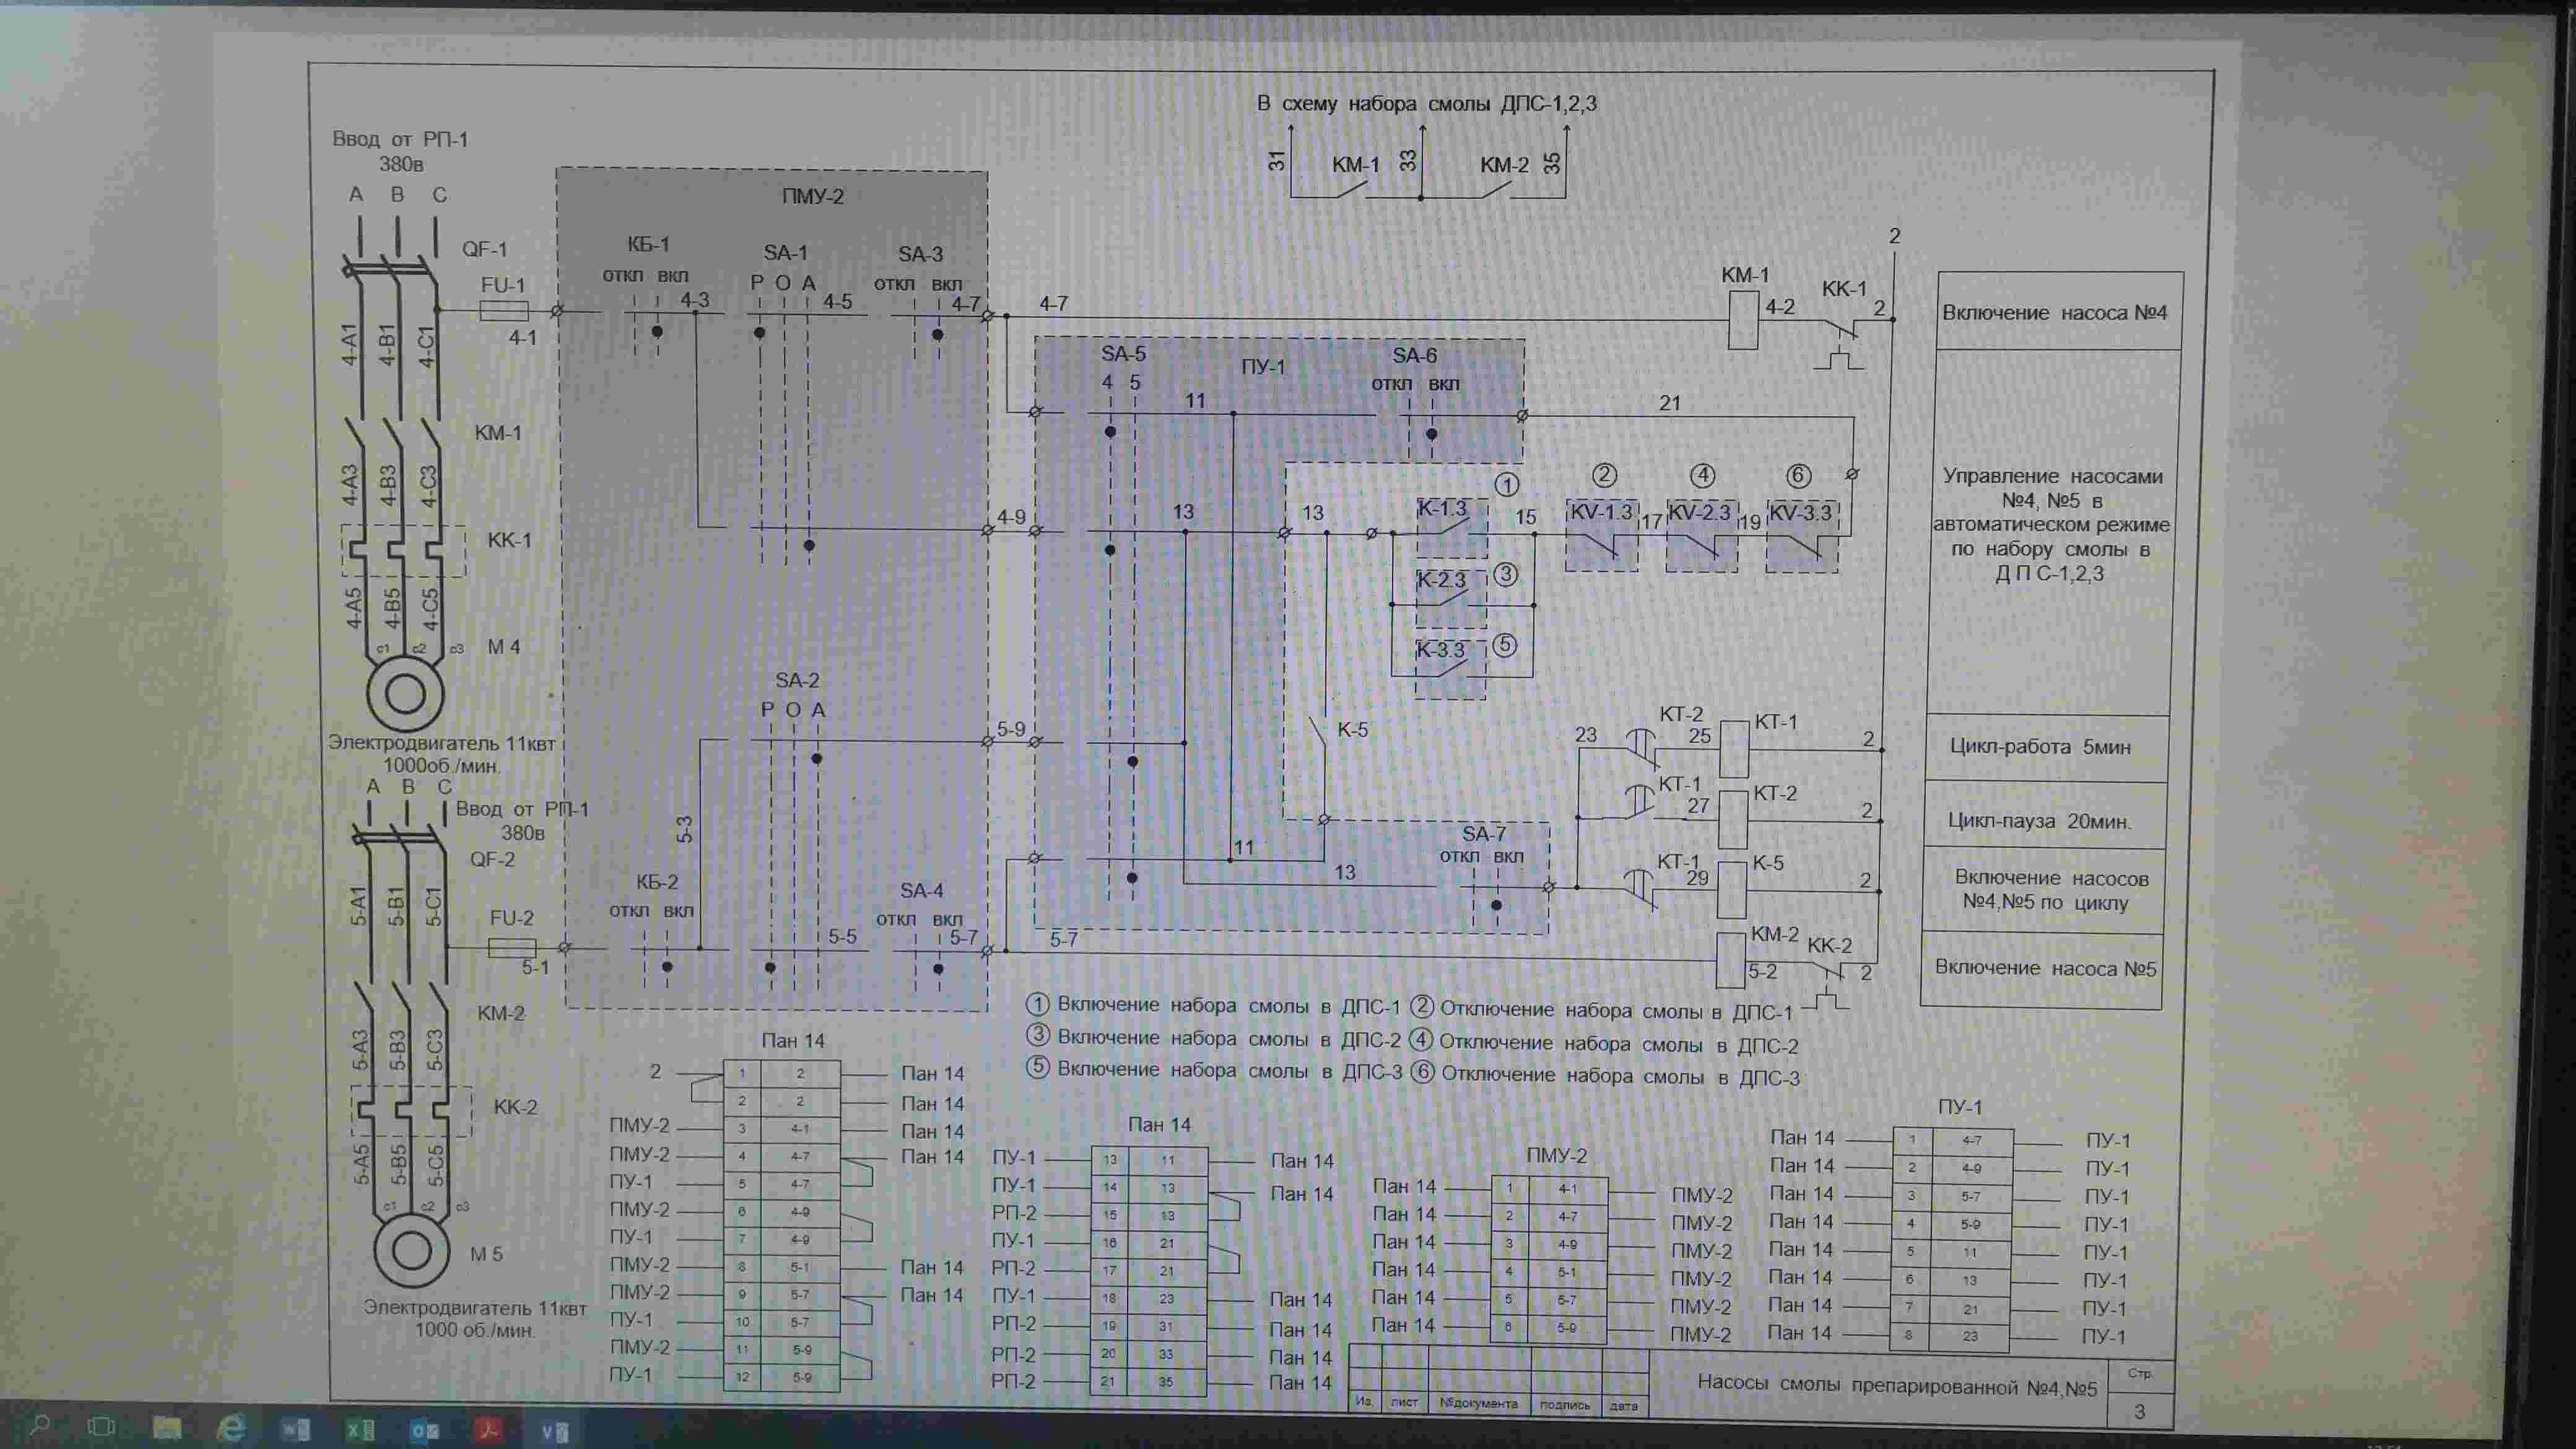 В схему набора смолы ДПС-1,2,3
31 КМ-1 33 КМ-2 35
Ввод от РП-1
380в
А В С
QF-1
FU-1
4-1
4-А1 4-В1 4-С1
КМ-1
4-А3 4-В3 4-С3
КК-1
4-А5 4-В5 4-С5
с1 с2 с3 М 4
Электродвигатель 11квт
1000об./мин.
А В С
Ввод от РП-1
380в
QF-2
FU-2
5-1
5-А1 5-В1 5-С1
КМ-2
5-А3 5-В3 5-С3
КК-2
5-А5 5-В5 5-С5
с1 с2 с3
М 5
Электродвигатель 11квт
1000 об./мин.
ПМУ-2
КБ-1
откл вкл
4-3
SA-1
Р О А
4-5
SA-3
откл вкл
4-7
4-7
4-9
SA-2
Р О А
5-9
5-3
КБ-2
откл вкл
5-5
SA-4
откл вкл
5-7
5-7
SA-5
4 5
ПУ-1
SA-6
откл вкл
11
21
13
13
К-1.3
1
15
2
KV-1.3
17
4
KV-2.3
19
6
KV-3.3
К-2.3
3
К-3.3
5
К-5
11
13
SA-7
откл вкл
2
КМ-1
4-2
КК-1
2
23
КТ-2
25
КТ-1
2
КТ-1
27
КТ-2
2
КТ-1
29
К-5
2
КМ-2
5-2
КК-2
2
Включение насоса №4
Управление насосами
№4, №5 в
автоматическом режиме
по набору смолы в
Д П С-1,2,3
Цикл-работа 5мин
Цикл-пауза 20мин.
Включение насосов
№4,№5 по циклу
Включение насоса №5
1 Включение набора смолы в ДПС-1 2 Отключение набора смолы в ДПС-1
3 Включение набора смолы в ДПС-2 4 Отключение набора смолы в ДПС-2
5 Включение набора смолы в ДПС-3 6 Отключение набора смолы в ДПС-3
Пан 14
2 1 2 Пан 14
2 2 Пан 14
ПМУ-2 3 4-1 Пан 14
ПМУ-2 4 4-7 Пан 14
ПУ-1 5 4-7
ПМУ-2 6 4-9
ПУ-1 7 4-9
ПМУ-2 8 5-1 Пан 14
ПМУ-2 9 5-7 Пан 14
ПУ-1 10 5-7
ПМУ-2 11 5-9
ПУ-1 12 5-9
Пан 14
ПУ-1 13 11 Пан 14
ПУ-1 14 13 Пан 14
РП-2 15 13
ПУ-1 16 21
РП-2 17 21
ПУ-1 18 23 Пан 14
РП-2 19 31 Пан 14
РП-2 20 33 Пан 14
РП-2 21 35 Пан 14
ПМУ-2
Пан 14 1 4-1 ПМУ-2
Пан 14 2 4-7 ПМУ-2
Пан 14 3 4-9 ПМУ-2
Пан 14 4 5-1 ПМУ-2
Пан 14 5 5-7 ПМУ-2
Пан 14 6 5-9 ПМУ-2
ПУ-1
Пан 14 1 4-7 ПУ-1
Пан 14 2 4-9 ПУ-1
Пан 14 3 5-7 ПУ-1
Пан 14 4 5-9 ПУ-1
Пан 14 5 11 ПУ-1
Пан 14 6 13 ПУ-1
Пан 14 7 21 ПУ-1
Пан 14 8 23 ПУ-1
Из. лист №документа подпись дата
Насосы смолы препарированной №4,№5
Стр.
3